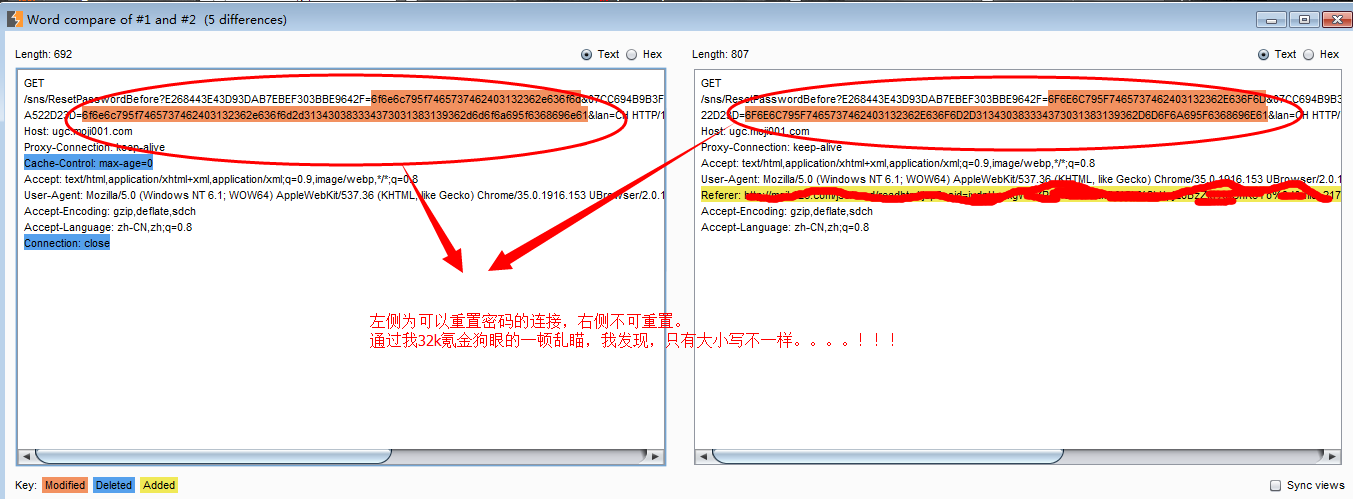 Word compare of #1 and #2 (5 differences)
Length: 692
Text
Hex
Length: 807
Text
Hex
GET
/sns/ResetPasswordBefore?E268443E43D93DAB7EBEF303BBE9642F=6f6e6c795f7465737462403132362e636f6d&07CC694B9B3F
A522D23D=6f6e6c795f7465737462403132362e636f6d2d313430383334373031383139362d6d6f6a695f6368696e61&lan=CH HTTP/1
Host: ugc.moji001.com
Proxy-Connection: keep-alive
Cache-Control: max-age=0
Accept: text/html,application/xhtml+xml,application/xml;q=0.9,image/webp,*/*;q=0.8
User-Agent: Mozilla/5.0 (Windows NT 6.1; WOW64) AppleWebKit/537.36 (KHTML, like Gecko) Chrome/35.0.1916.153 UBrowser/2.0.1
Accept-Encoding: gzip,deflate,sdch
Accept-Language: zh-CN,zh;q=0.8
Connection: close
GET
/sns/ResetPasswordBefore?E268443E43D93DAB7EBEF303BBE9642F=6F6E6C795F7465737462403132362E636F6D&07CC694B9B3
22D23D=6F6E6C795F7465737462403132362E636F6D2D313430383334373031383139362D6D6F6A695F6368696E61&lan=CH HTTP/1
Host: ugc.moji001.com
Proxy-Connection: keep-alive
Accept: text/html,application/xhtml+xml,application/xml;q=0.9,image/webp,*/*;q=0.8
User-Agent: Mozilla/5.0 (Windows NT 6.1; WOW64) AppleWebKit/537.36 (KHTML, like Gecko) Chrome/35.0.1916.153 UBrowser/2.0.1
Referer:
Accept-Encoding: gzip,deflate,sdch
Accept-Language: zh-CN,zh;q=0.8
左侧为可以重置密码的连接，右侧不可重置。
通过我32k氪金狗眼的一顿乱瞄，我发现，只有大小写不一样。。。。！！！
Key: Modified Deleted Added
Sync views